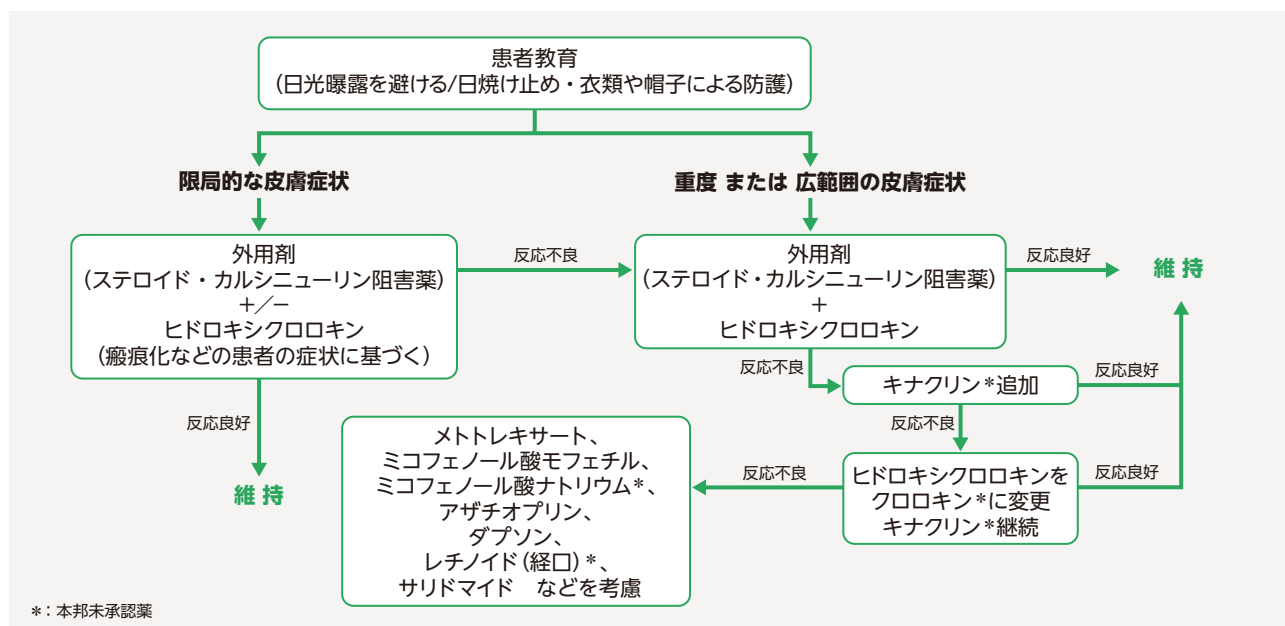 患者教育
(日光曝露を避ける/日焼け止め・衣類や帽子による防護)
限局的な皮膚症状
重度 または 広範囲の皮膚症状
外用剤
(ステロイド・カルシニューリン阻害薬)
+/−
ヒドロキシクロロキン
(瘢痕化などの患者の症状に基づく)
反応不良
外用剤
(ステロイド・カルシニューリン阻害薬)
+
ヒドロキシクロロキン
反応良好
維持
反応不良
キナクリン*追加
反応良好
反応良好
維持
反応不良
ヒドロキシクロロキンを
クロロキン*に変更
キナクリン*継続
反応良好
反応不良
メトトレキサート、
ミコフェノール酸モフェチル、
ミコフェノール酸ナトリウム*、
アザチオプリン、
ダプソン、
レチノイド(経口)*、
サリドマイド などを考慮
*:本邦未承認薬